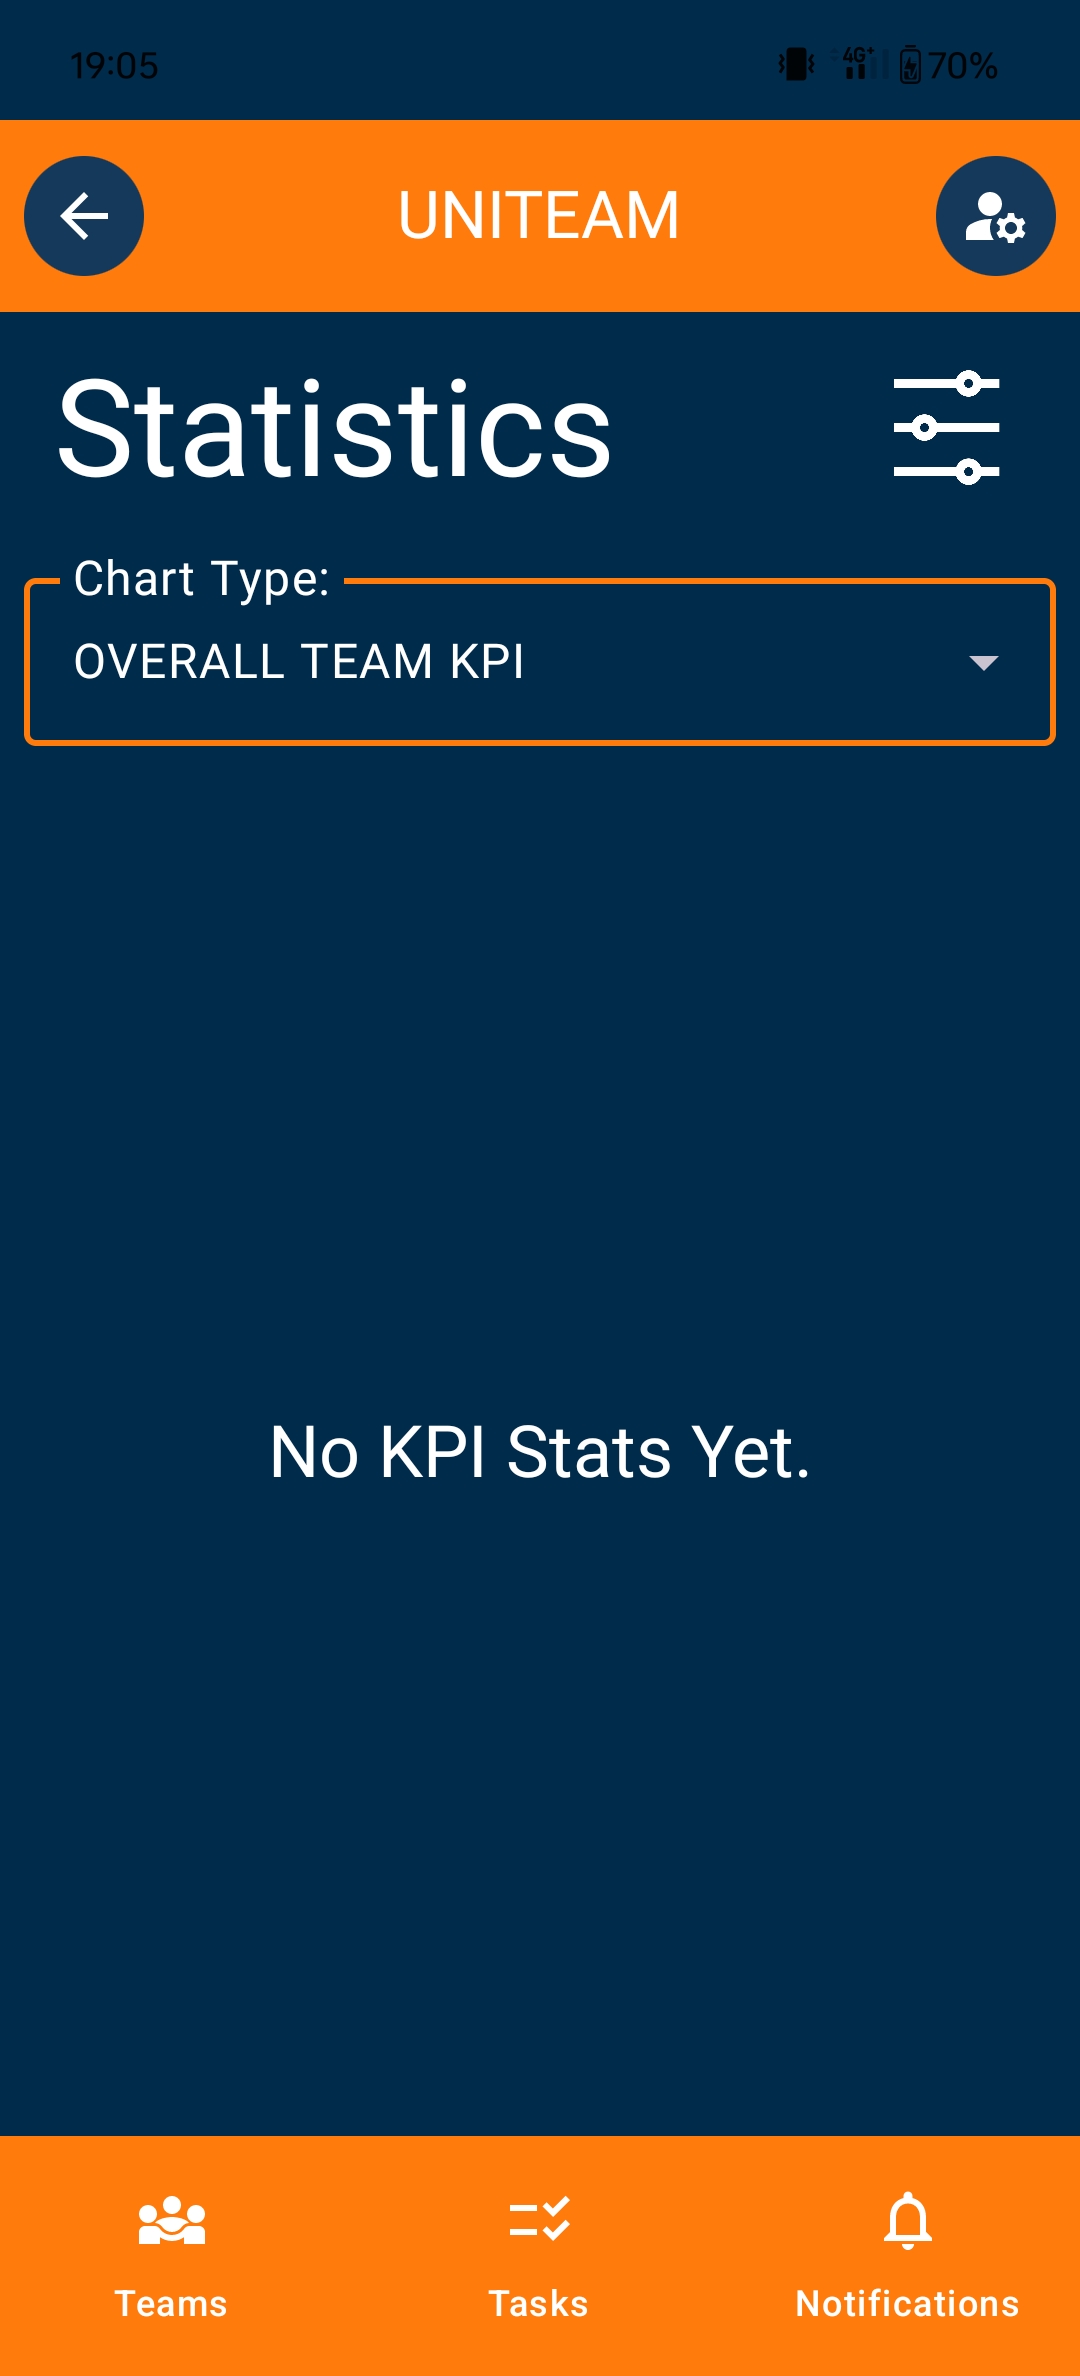 19:05
4G+
70%
UNITEAM
Statistics
Chart Type:
OVERALL TEAM KPI
No KPI Stats Yet.
Teams
Tasks
Notifications